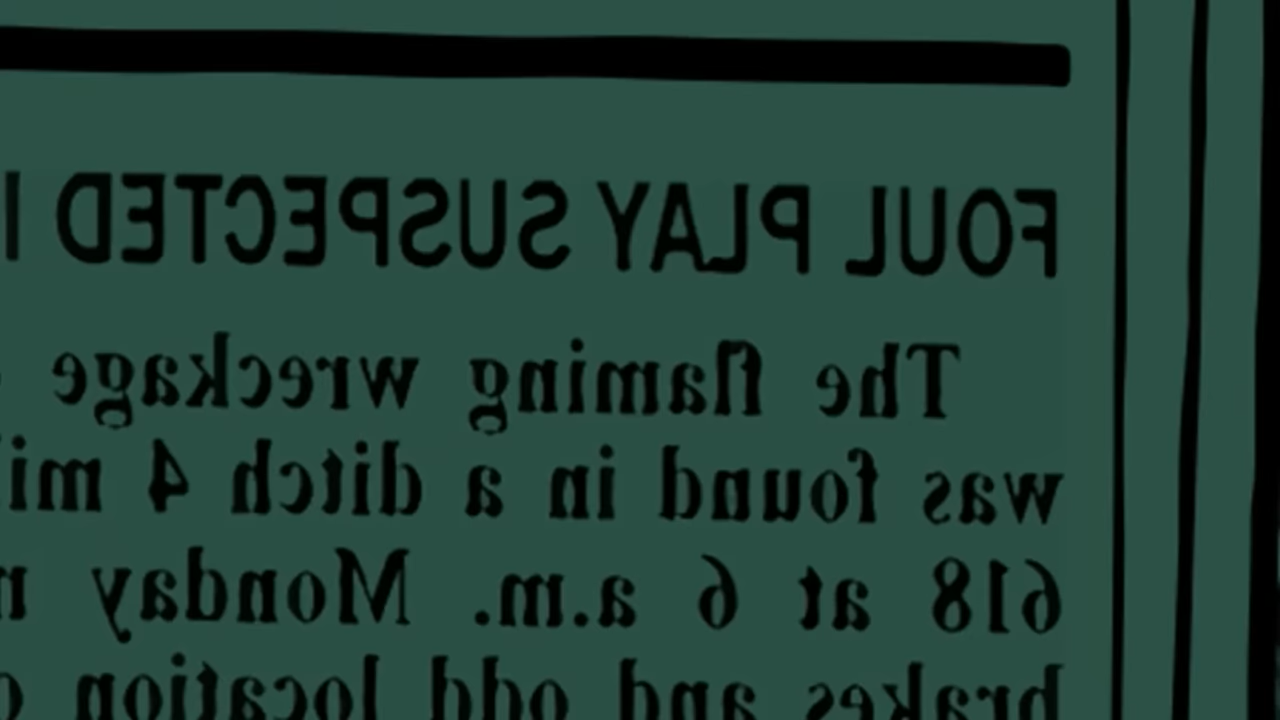 FOUL PLAY SUSPECTED
The flaming wreckage
was found in a ditch 4
618 at 6 a.m. Monday
brakes and odd location